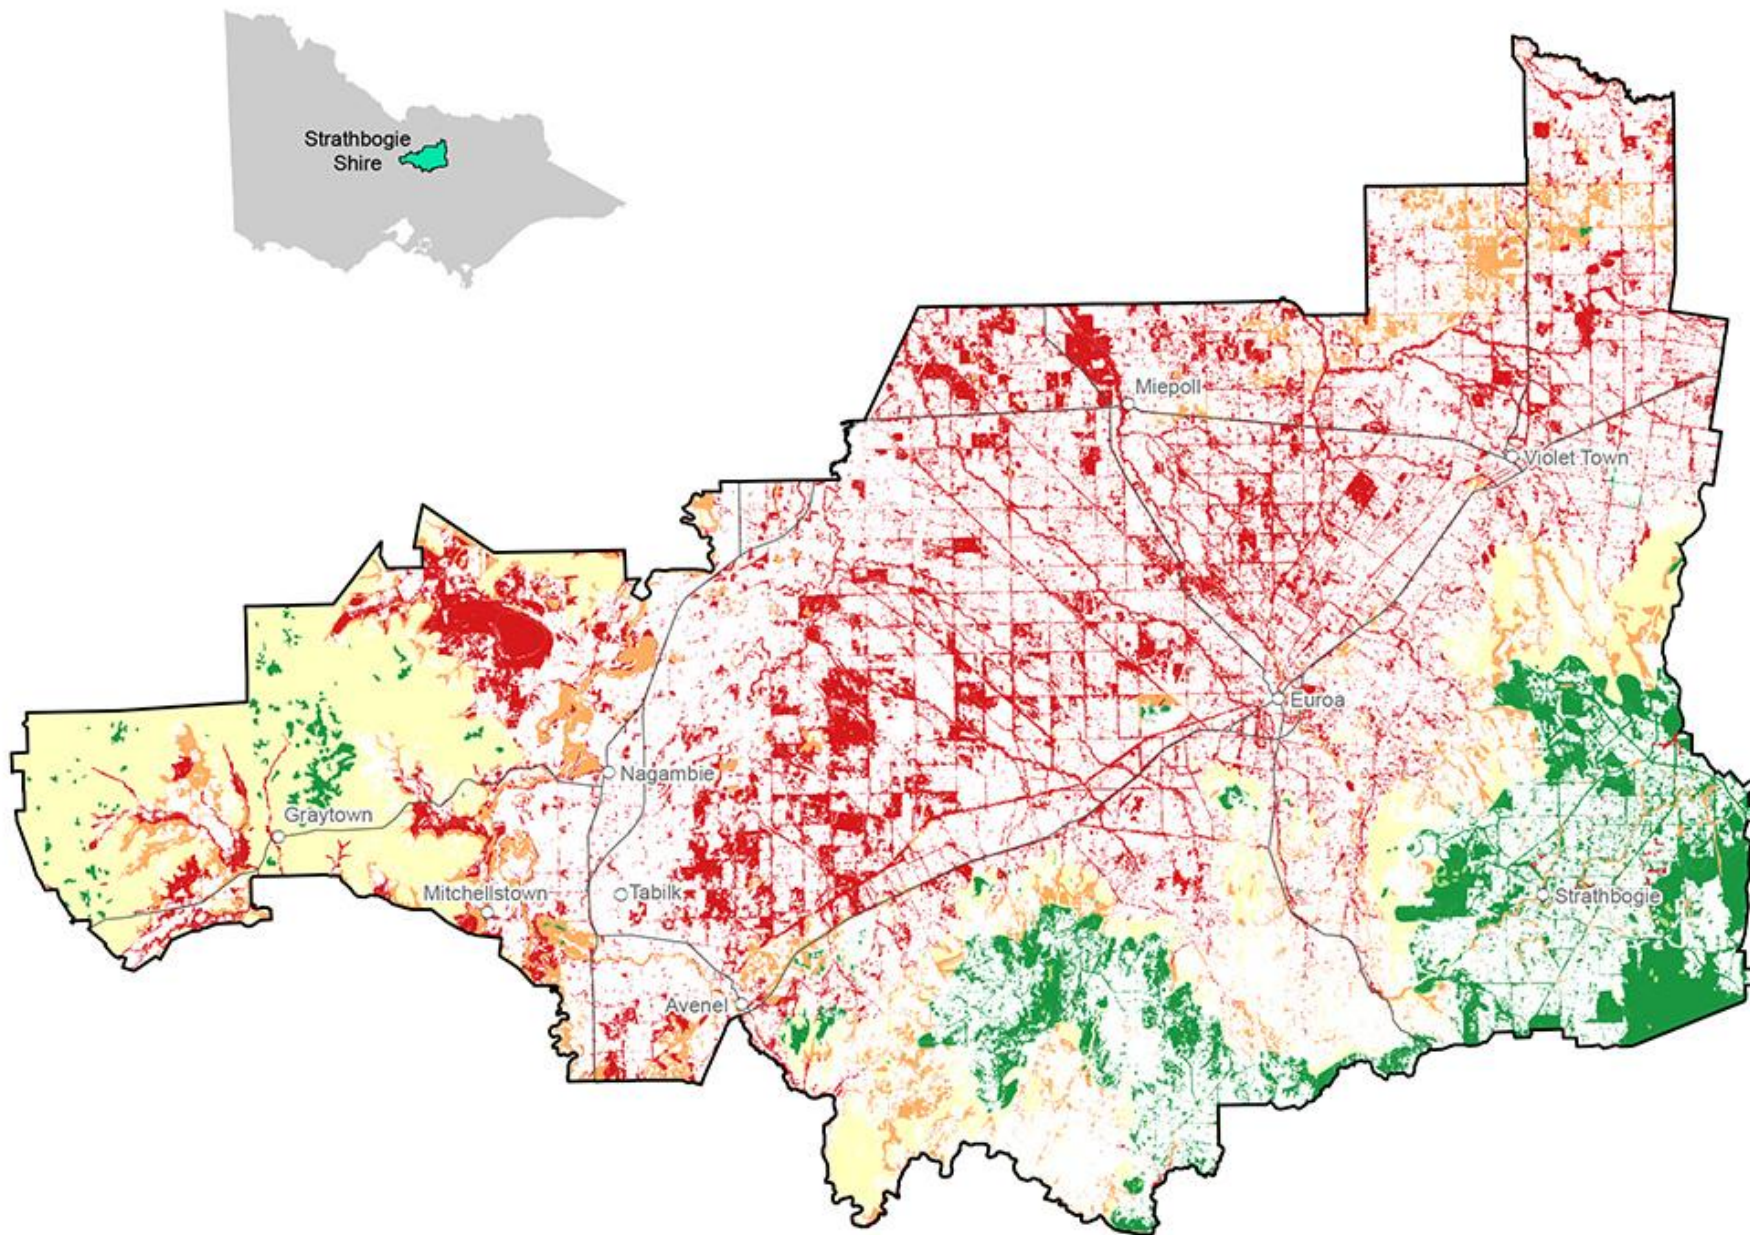 Strathbogie
Shire
Miepoll
Violet Town
Euroa
Nagambie
Graytown
Mitchellstown
Tabilk
Strathbogie
Avenel